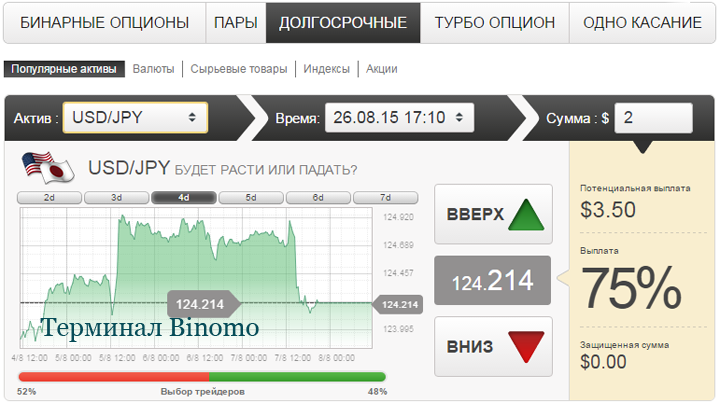 БИНАРНЫЕ ОПЦИОНЫ ПАРЫ ДОЛГОСРОЧНЫЕ ТУРБО ОПЦИОН ОДНО КАСАНИЕ
Популярные активы Валюты Сырьевые товары Индексы Акции
Актив : USD/JPY Время: 26.08.15 17:10 Сумма : $ 2
USD/JPY БУДЕТ РАСТИ ИЛИ ПАДАТЬ?
2d 3d 4d 5d 6d 7d
124.920
124.689
124.457
124.214
124.214
123.995
Терминал Binomo
4/8 12:00 5/8 00:00 5/8 12:00 6/8 00:00 6/8 12:00 7/8 00:00 7/8 12:00 8/8 00:00
52% Выбор трейдеров 48%
ВВЕРХ
124.214
ВНИЗ
Потенциальная выплата
$3.50
Выплата
75%
Защищенная сумма
$0.00